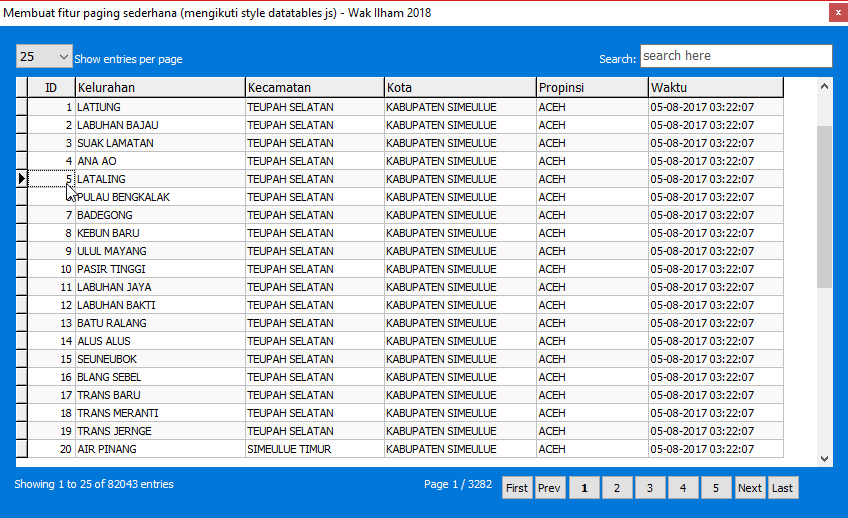 Membuat fitur paging sederhana (mengikuti style datatables js) - Wak Ilham 2018
25 Show entries per page Search: search here
ID Kelurahan Kecamatan Kota Propinsi Waktu
1 LATIUNG TEUPAH SELATAN KABUPATEN SIMEULUE ACEH 05-08-2017 03:22:07
2 LABUHAN BAJAU TEUPAH SELATAN KABUPATEN SIMEULUE ACEH 05-08-2017 03:22:07
3 SUAK LAMATAN TEUPAH SELATAN KABUPATEN SIMEULUE ACEH 05-08-2017 03:22:07
4 ANA AO TEUPAH SELATAN KABUPATEN SIMEULUE ACEH 05-08-2017 03:22:07
5 LATALING TEUPAH SELATAN KABUPATEN SIMEULUE ACEH 05-08-2017 03:22:07
PULAU BENGKALAK TEUPAH SELATAN KABUPATEN SIMEULUE ACEH 05-08-2017 03:22:07
7 BADEGONG TEUPAH SELATAN KABUPATEN SIMEULUE ACEH 05-08-2017 03:22:07
8 KEBUN BARU TEUPAH SELATAN KABUPATEN SIMEULUE ACEH 05-08-2017 03:22:07
9 ULUL MAYANG TEUPAH SELATAN KABUPATEN SIMEULUE ACEH 05-08-2017 03:22:07
10 PASIR TINGGI TEUPAH SELATAN KABUPATEN SIMEULUE ACEH 05-08-2017 03:22:07
11 LABUHAN JAYA TEUPAH SELATAN KABUPATEN SIMEULUE ACEH 05-08-2017 03:22:07
12 LABUHAN BAKTI TEUPAH SELATAN KABUPATEN SIMEULUE ACEH 05-08-2017 03:22:07
13 BATU RALANG TEUPAH SELATAN KABUPATEN SIMEULUE ACEH 05-08-2017 03:22:07
14 ALUS ALUS TEUPAH SELATAN KABUPATEN SIMEULUE ACEH 05-08-2017 03:22:07
15 SEUNEUBOK TEUPAH SELATAN KABUPATEN SIMEULUE ACEH 05-08-2017 03:22:07
16 BLANG SEBEL TEUPAH SELATAN KABUPATEN SIMEULUE ACEH 05-08-2017 03:22:07
17 TRANS BARU TEUPAH SELATAN KABUPATEN SIMEULUE ACEH 05-08-2017 03:22:07
18 TRANS MERANTI TEUPAH SELATAN KABUPATEN SIMEULUE ACEH 05-08-2017 03:22:07
19 TRANS JERNGE TEUPAH SELATAN KABUPATEN SIMEULUE ACEH 05-08-2017 03:22:07
20 AIR PINANG SIMEULUE TIMUR KABUPATEN SIMEULUE ACEH 05-08-2017 03:22:07
Showing 1 to 25 of 82043 entries Page 1 / 3282 First Prev 1 2 3 4 5 Next Last